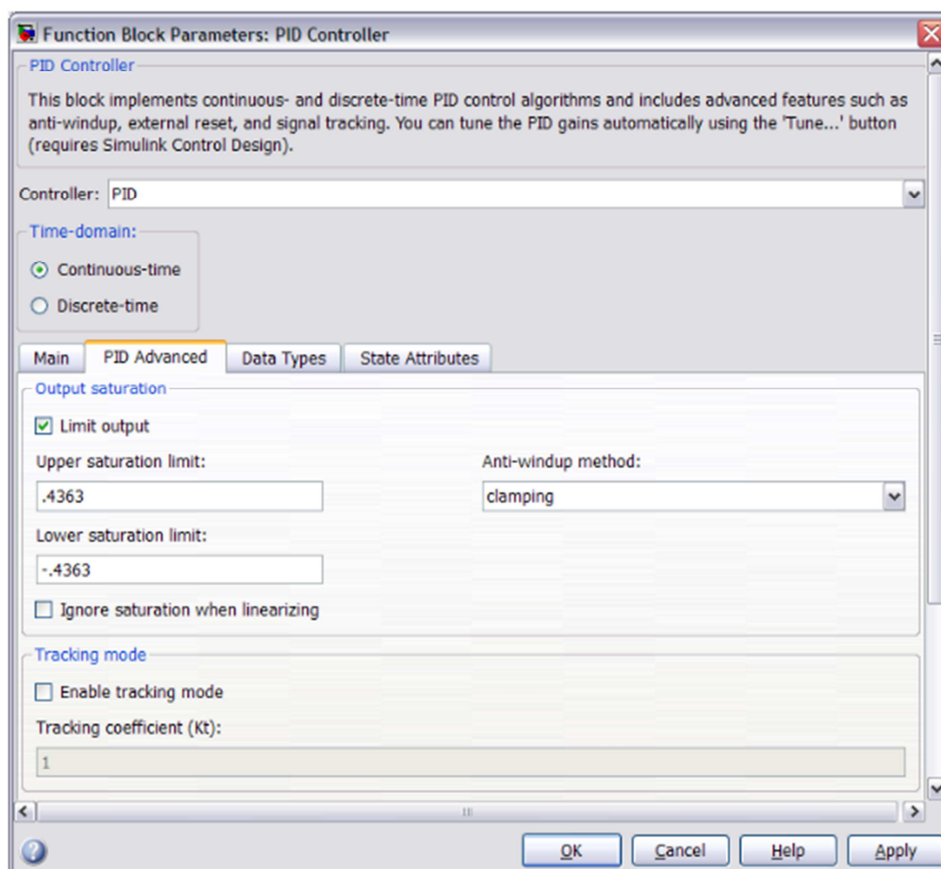 Function Block Parameters: PID Controller
PID Controller
This block implements continuous- and discrete-time PID control algorithms and includes advanced features such as
anti-windup, external reset, and signal tracking. You can tune the PID gains automatically using the 'Tune...' button
(requires Simulink Control Design).
Controller: PID
Time-domain:
Continuous-time
Discrete-time
Main PID Advanced Data Types State Attributes
Output saturation
Limit output
Upper saturation limit: Anti-windup method:
.4363 clamping
Lower saturation limit:
-.4363
Ignore saturation when linearizing
Tracking mode
Enable tracking mode
Tracking coefficient (Kt):
1
OK Cancel Help Apply